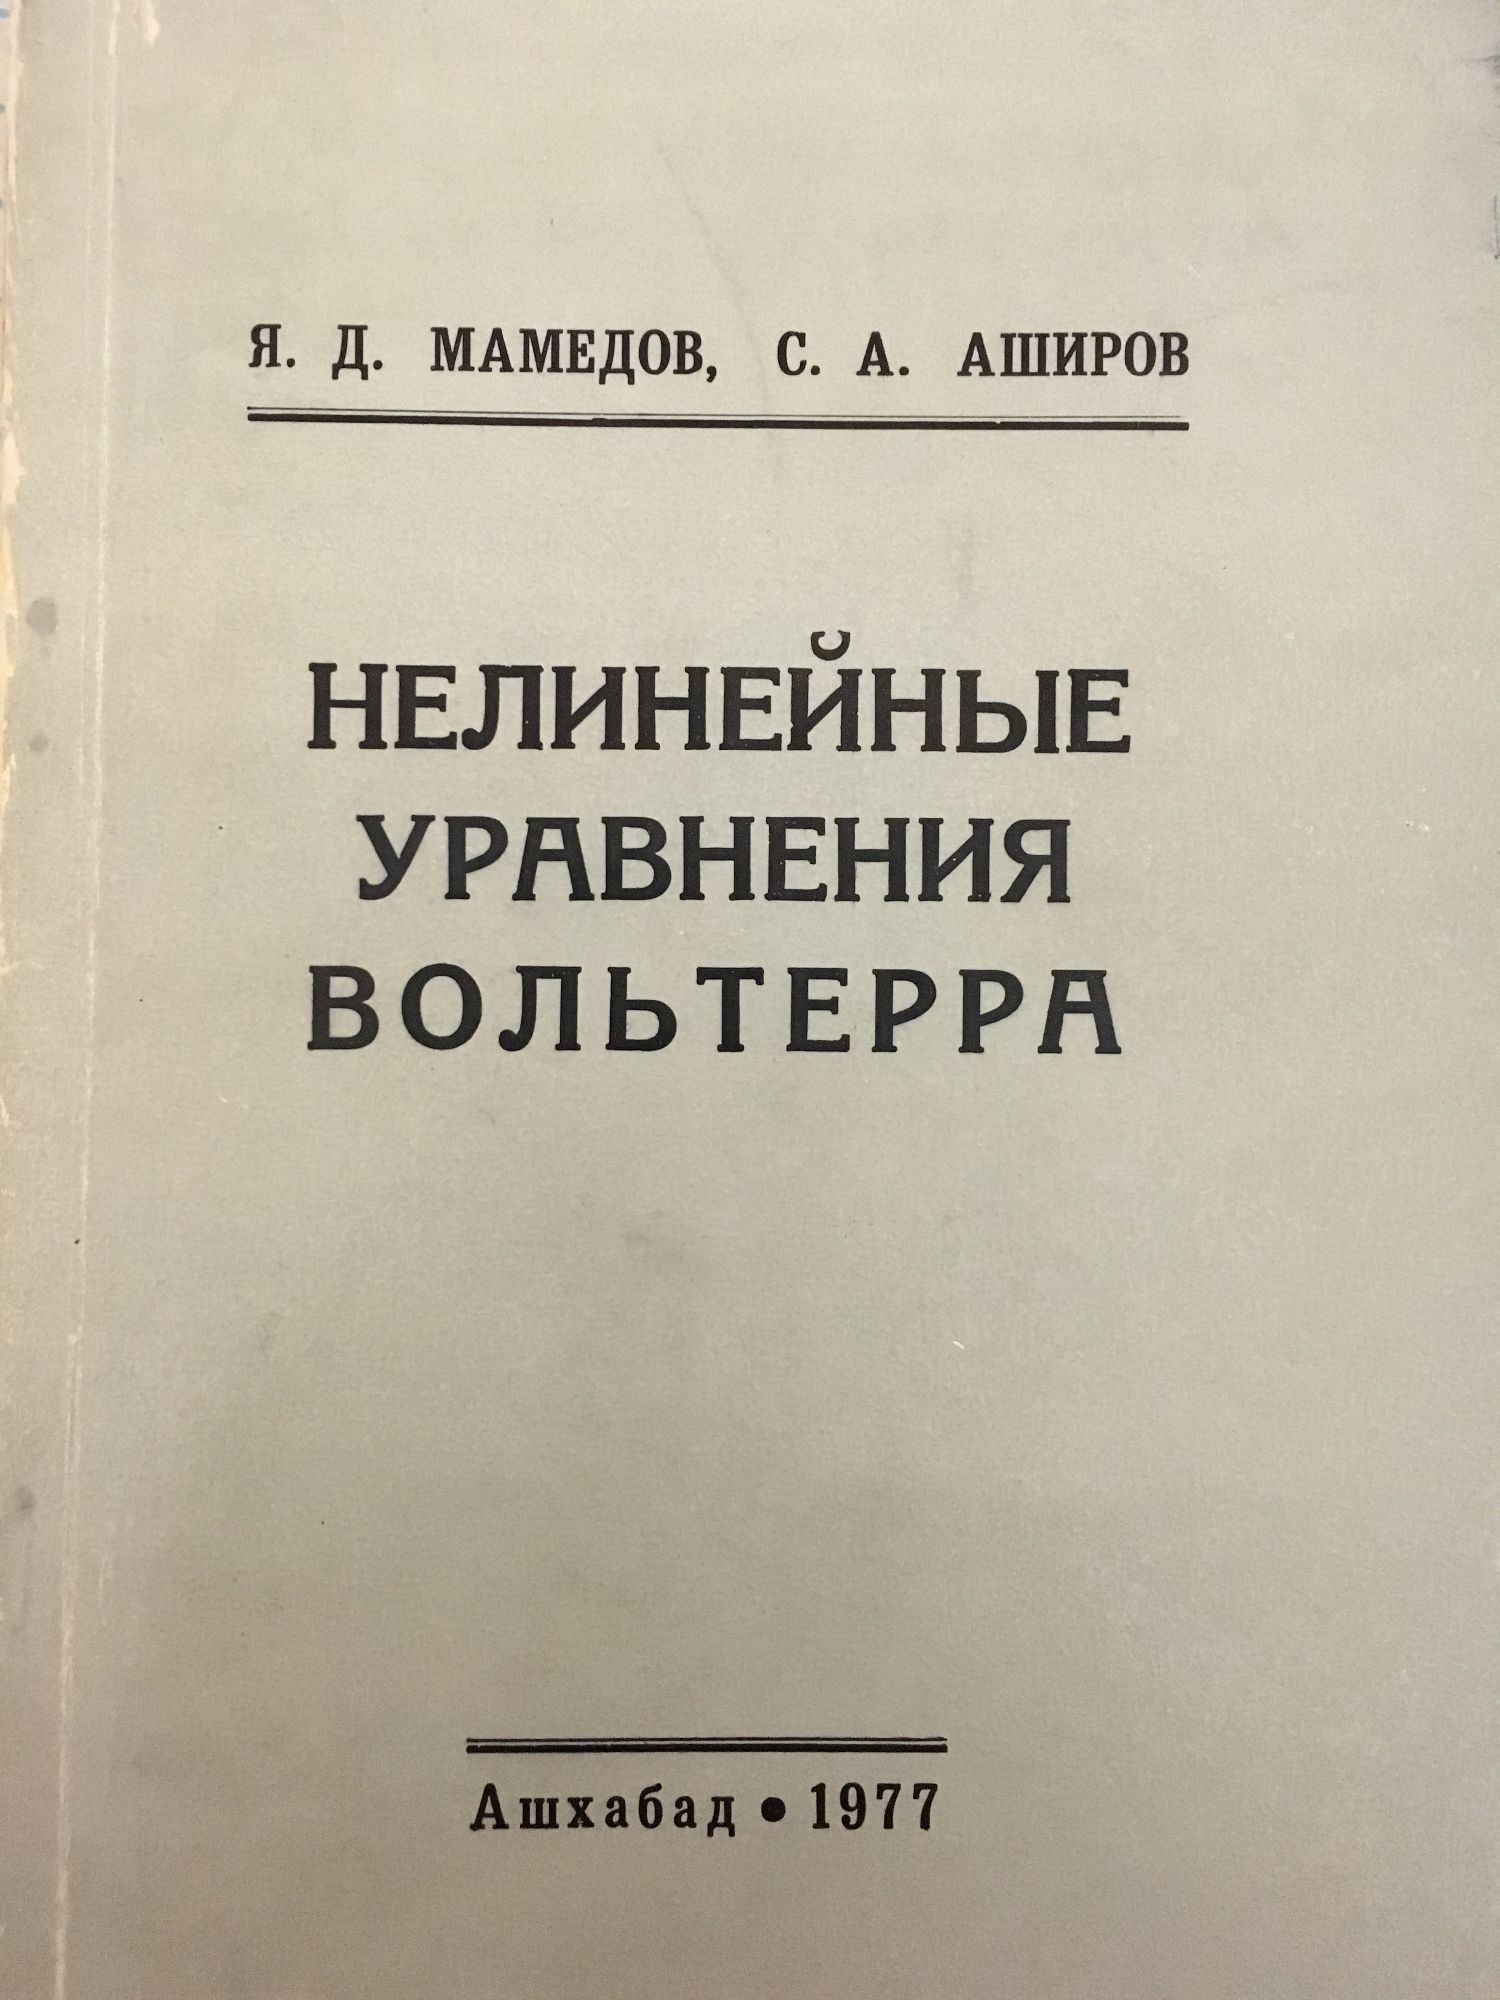 Я. Д. МАМЕДОВ, С. А. АШИРОВ
НЕЛИНЕЙНЫЕ
УРАВНЕНИЯ
ВОЛЬТЕРРА
Ашхабад • 1977